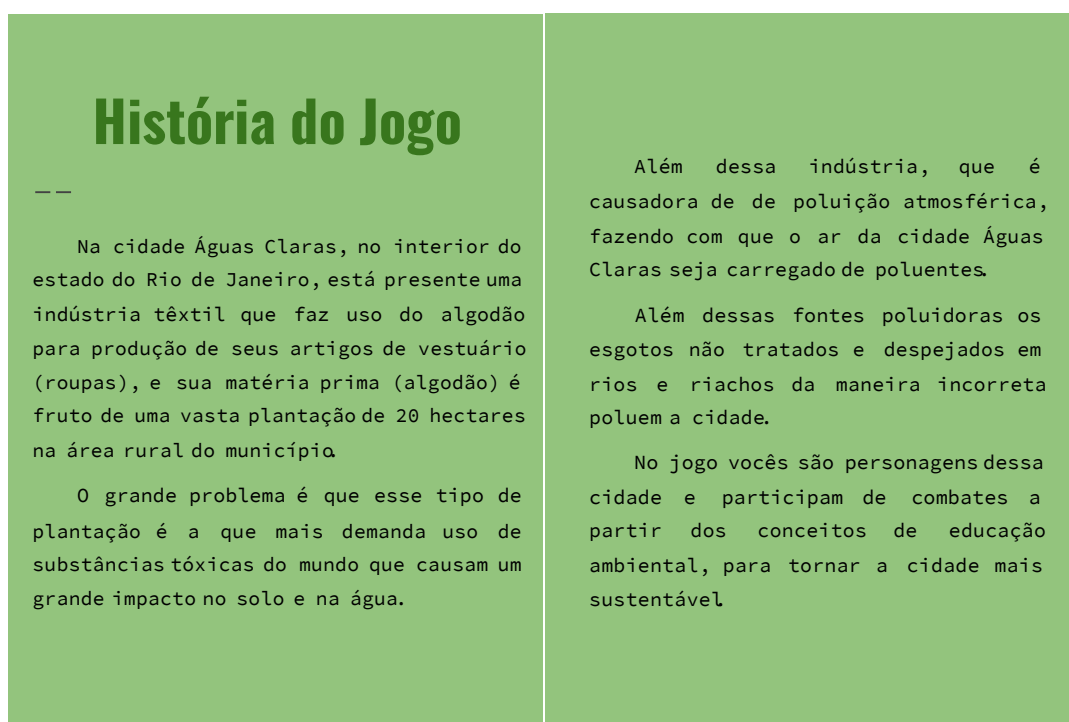 História do Jogo
__
Na cidade Águas Claras, no interior do
estado do Rio de Janeiro, está presente uma
indústria têxtil que faz uso do algodão
para produção de seus artigos de vestuário
(roupas), e sua matéria prima (algodão) é
fruto de uma vasta plantação de 20 hectares
na área rural do município.
O grande problema é que esse tipo de
plantação é a que mais demanda uso de
substâncias tóxicas do mundo que causam um
grande impacto no solo e na água.
Além dessa indústria, que é
causadora de de poluição atmosférica,
fazendo com que o ar da cidade Águas
Claras seja carregado de poluentes.
Além dessas fontes poluidoras os
esgotos não tratados e despejados em
rios e riachos da maneira incorreta
poluem a cidade.
No jogo vocês são personagens dessa
cidade e participam de combates a
partir dos conceitos de educação
ambiental, para tornar a cidade mais
sustentável.